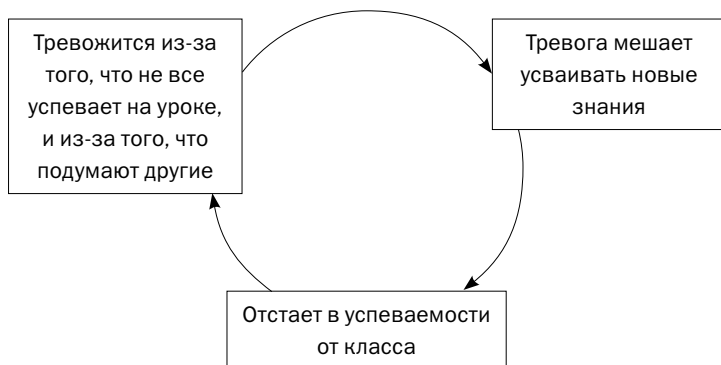 Тревожится из-за
того, что не все
успевает на уроке,
и из-за того, что
подумают другие
Тревога мешает
усваивать новые
знания
Отстает в успеваемости
от класса